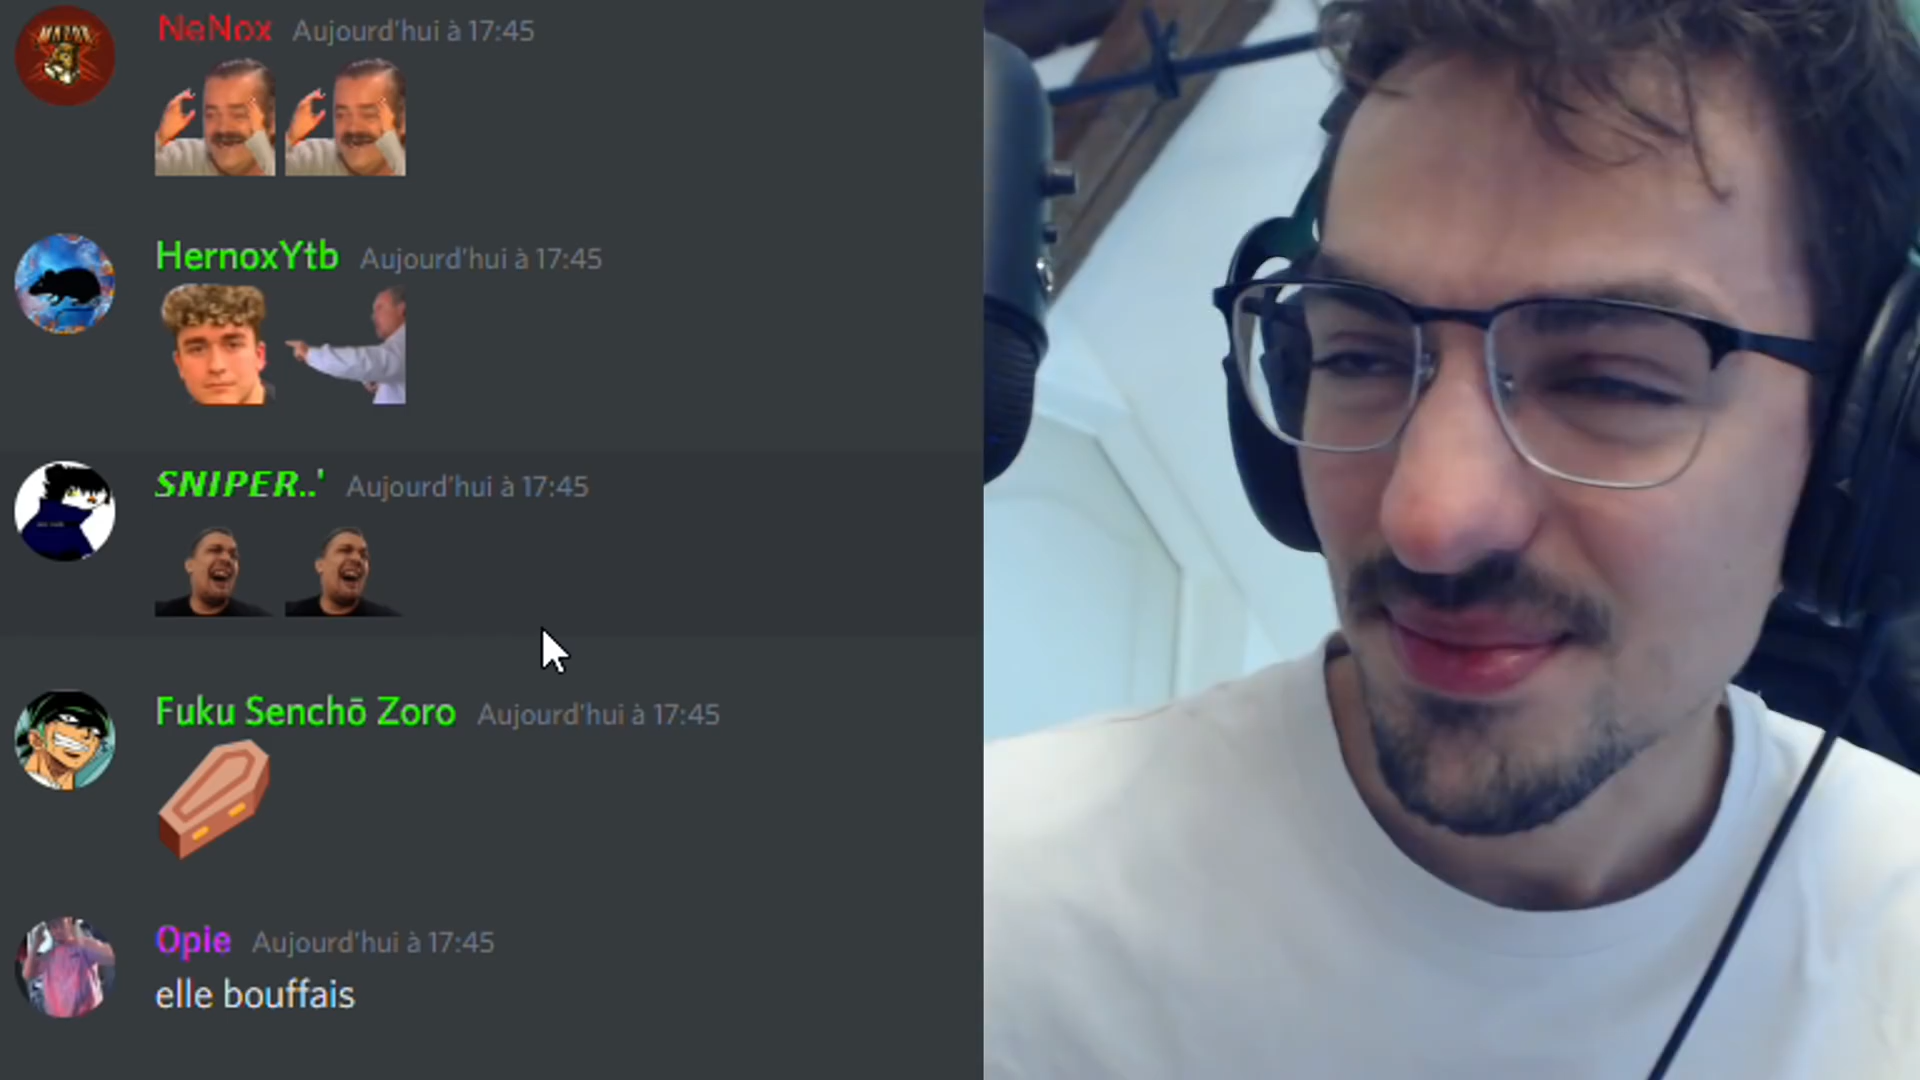 NeNox Aujourd'hui à 17:45
HernoxYtb Aujourd'hui à 17:45
SNIPER..' Aujourd'hui à 17:45
Fuku Senchō Zoro Aujourd'hui à 17:45
Opie Aujourd'hui à 17:45
elle bouffais